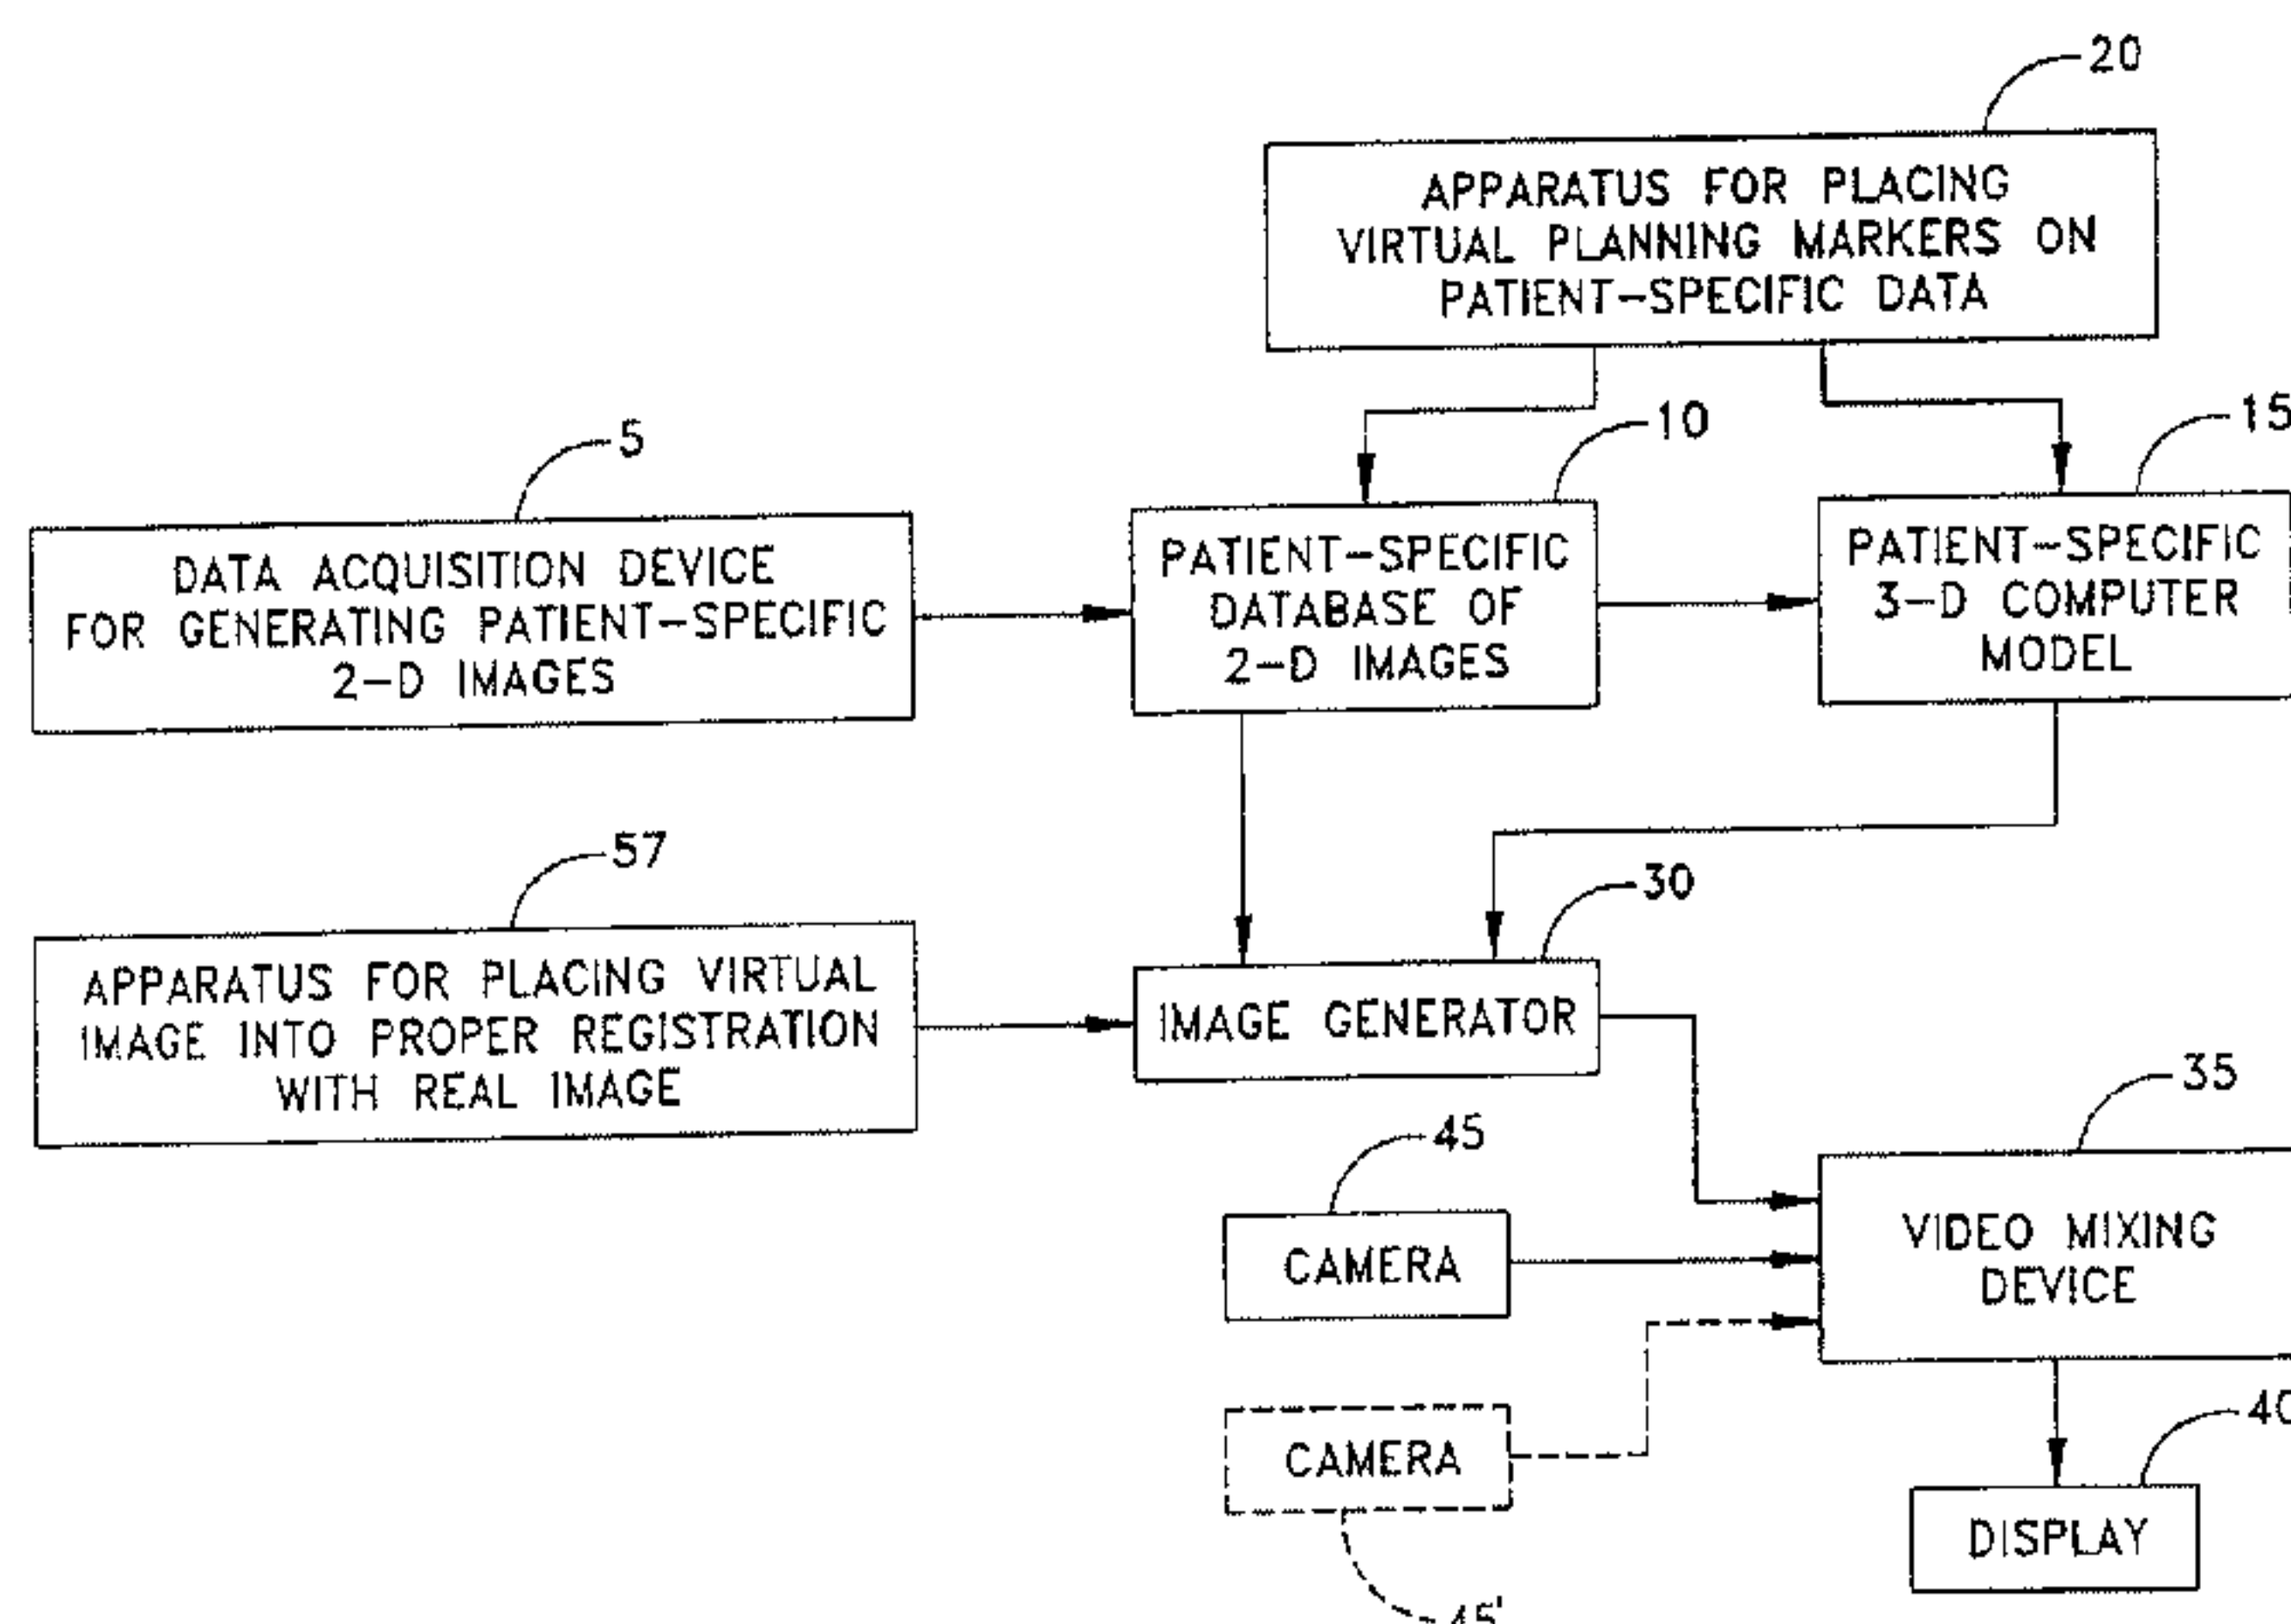 20
APPARATUS FOR PLACING
VIRTUAL PLANNING MARKERS ON
PATIENT-SPECIFIC DATA
5
DATA ACQUISITION DEVICE
FOR GENERATING PATIENT-SPECIFIC
2-D IMAGES
10
PATIENT-SPECIFIC
DATABASE OF
2-D IMAGES
15
PATIENT-SPECIFIC
3-D COMPUTER
MODEL
57
APPARATUS FOR PLACING VIRTUAL
IMAGE INTO PROPER REGISTRATION
WITH REAL IMAGE
30
IMAGE GENERATOR
45
CAMERA
35
VIDEO MIXING
DEVICE
CAMERA
45'
40
DISPLAY